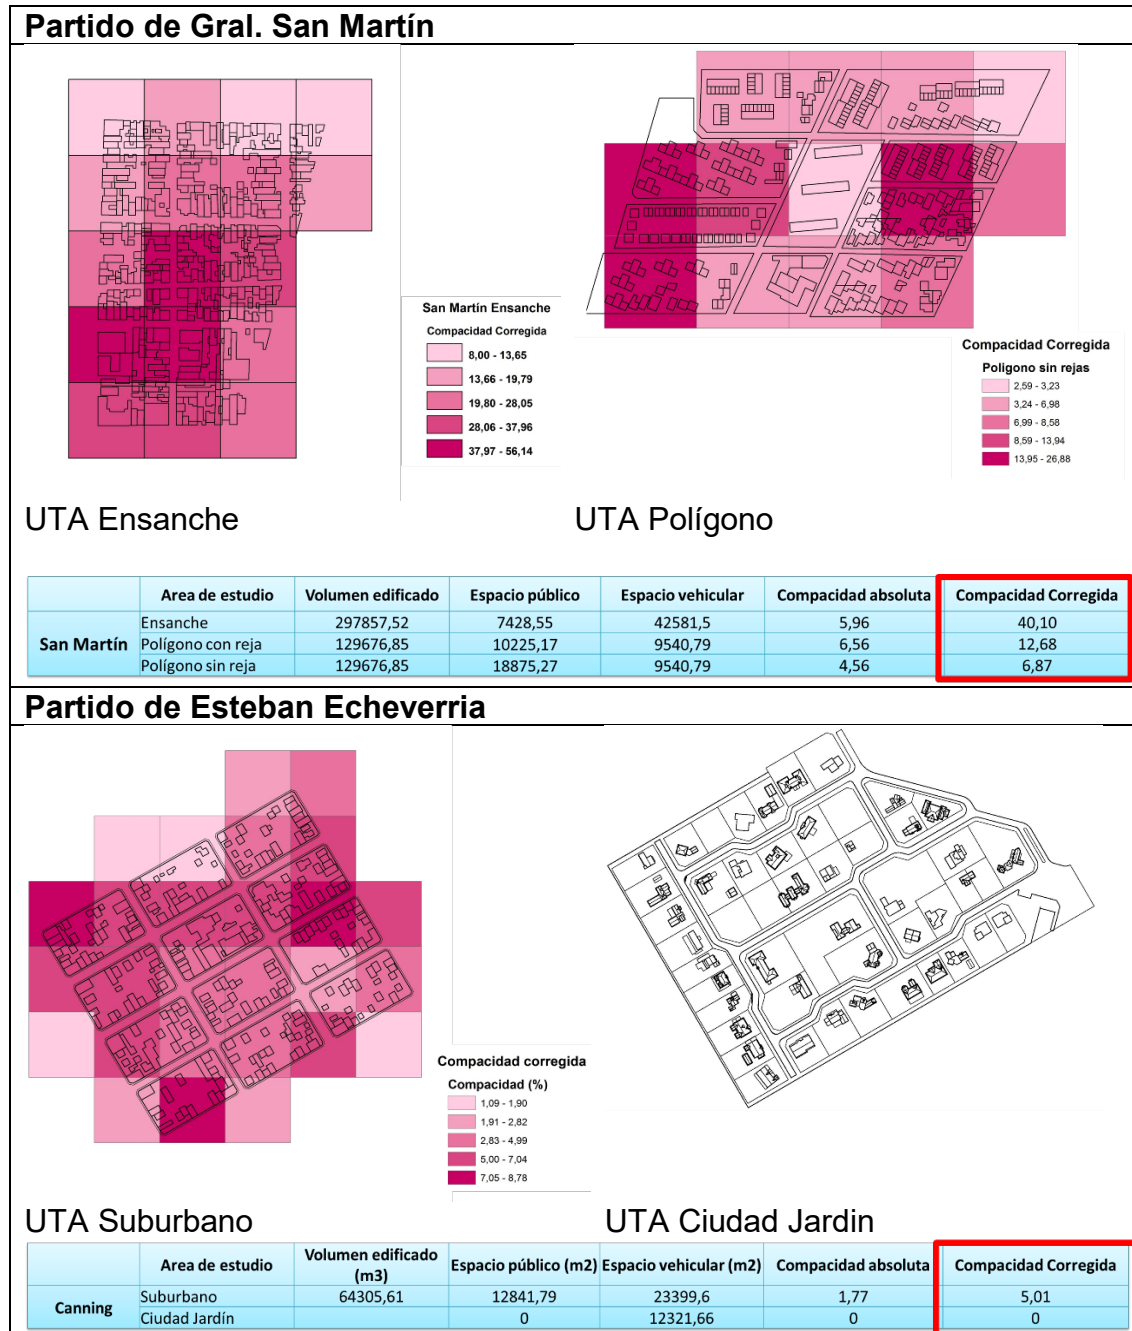 Partido de Gral. San Martín
San Martín Ensanche
Compacidad Corregida
8,00 - 13,65
13,66 - 19,79
19,80 - 28,05
28,06 - 37,96
37,97 - 56,14
Compacidad Corregida
Poligono sin rejas
2,59 - 3,23
3,24 - 6,98
6,99 - 8,58
8,59 - 13,94
13,95 - 26,88
UTA Ensanche UTA Polígono
Area de estudio Volumen edificado Espacio público Espacio vehicular Compacidad absoluta Compacidad Corregida
San Martín
Ensanche 297857,52 7428,55 42581,5 5,96 40,10
Polígono con reja 129676,85 10225,17 9540,79 6,56 12,68
Polígono sin reja 129676,85 18875,27 9540,79 4,56 6,87
Partido de Esteban Echeverria
Compacidad corregida
Compacidad (%)
1,09 - 1,90
1,91 - 2,82
2,83 - 4,99
5,00 - 7,04
7,05 - 8,78
UTA Suburbano UTA Ciudad Jardin
Area de estudio Volumen edificado (m3) Espacio público (m2) Espacio vehicular (m2) Compacidad absoluta Compacidad Corregida
Canning
Suburbano 64305,61 12841,79 23399,6 1,77 5,01
Ciudad Jardín 0 12321,66 0 0